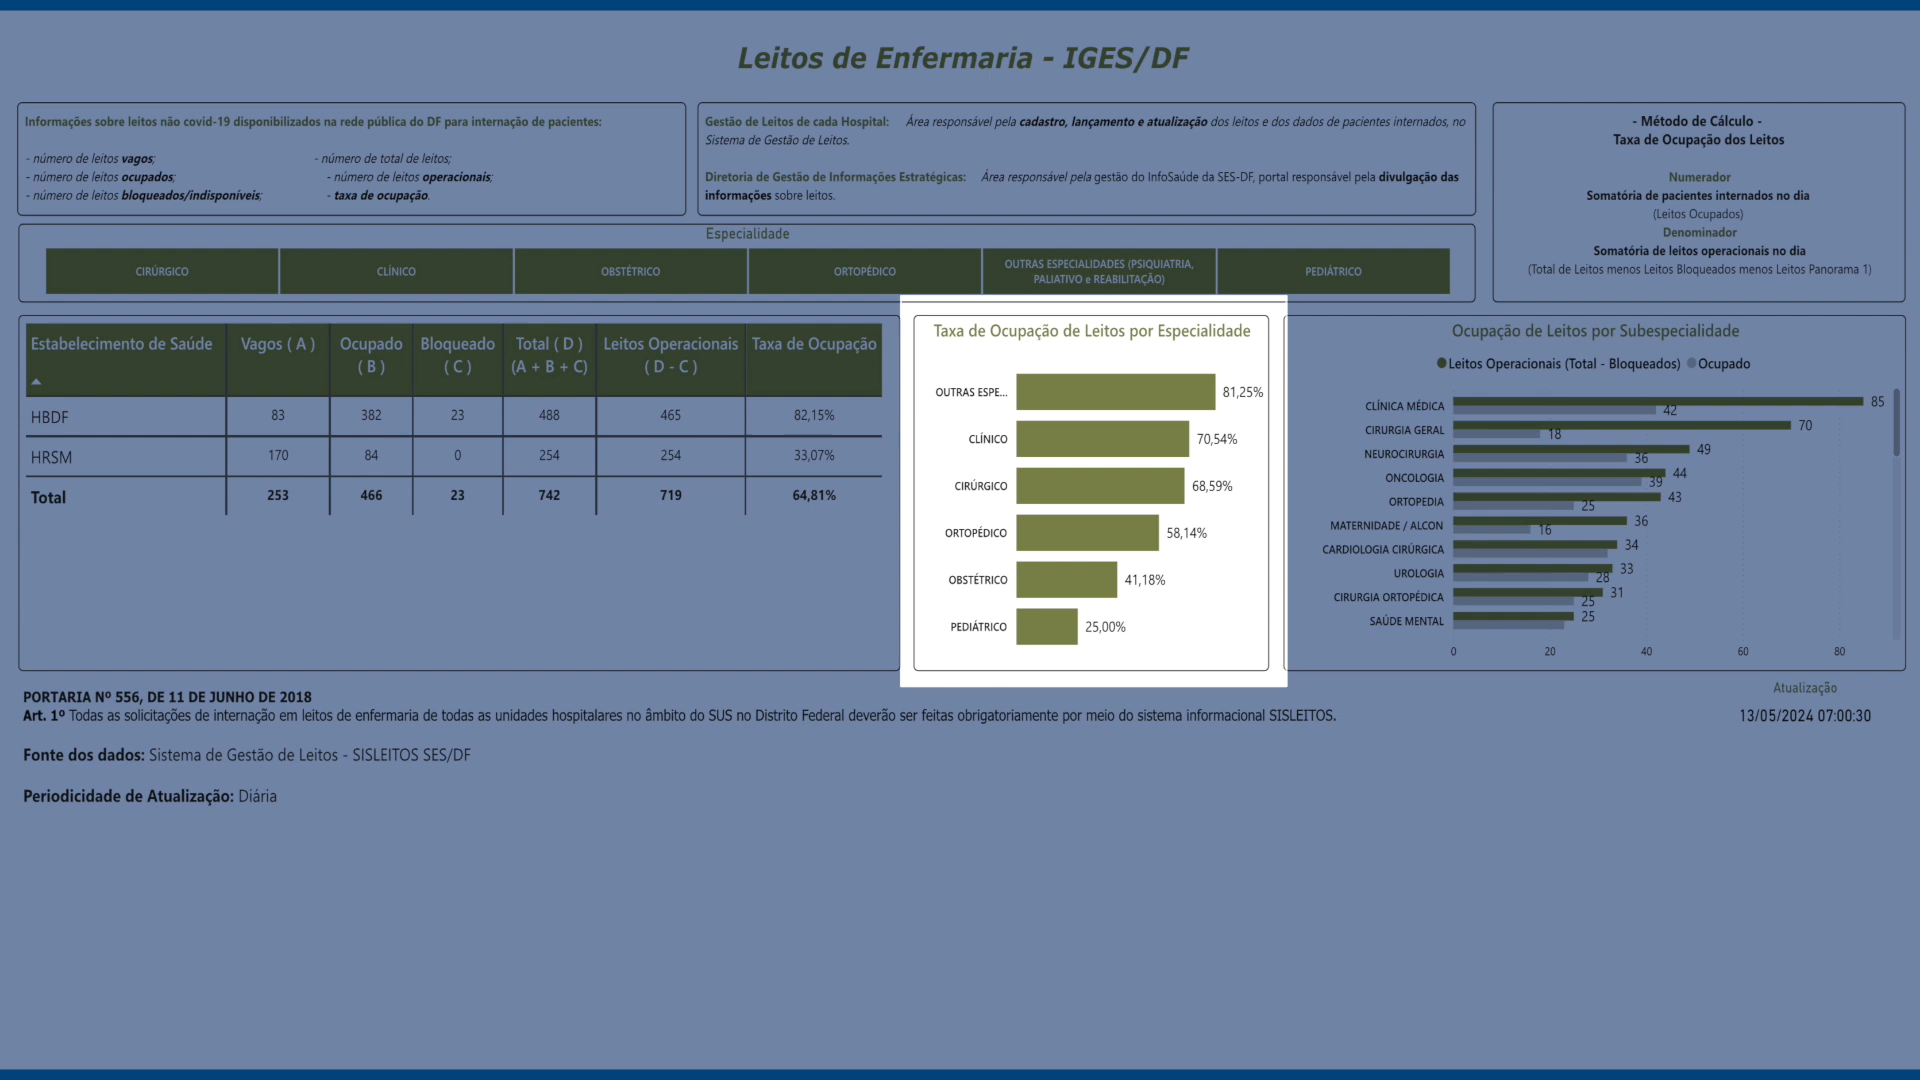 Leitos de Enfermaria - IGES/DF
Informações sobre leitos não covid-19 disponibilizados na rede pública do DF para internação de pacientes:
- número de leitos vagos; - número de total de leitos;
- número de leitos ocupados; - número de leitos operacionais;
- número de leitos bloqueados/indisponíveis; - taxa de ocupação.
Gestão de Leitos de cada Hospital: Área responsável pela cadastro, lançamento e atualização dos leitos e dos dados de pacientes internados, no
Sistema de Gestão de Leitos.
Diretoria de Gestão de Informações Estratégicas: Área responsável pela gestão do InfoSaúde da SES-DF, portal responsável pela divulgação das
informações sobre leitos.
- Método de Cálculo -
Taxa de Ocupação dos Leitos
Numerador
Somatória de pacientes internados no dia
(Leitos Ocupados)
Denominador
Somatória de leitos operacionais no dia
(Total de Leitos menos Leitos Bloqueados menos Leitos Panorama 1)
Especialidade
CIRÚRGICO CLÍNICO OBSTÉTRICO ORTOPÉDICO OUTRAS ESPECIALIDADES (PSIQUIATRIA, PEDIÁTRICO
PALIATIVO e REABILITAÇÃO)
Estabelecimento de Saúde Vagos ( A ) Ocupado Bloqueado Total ( D ) Leitos Operacionais Taxa de Ocupação
( B ) ( C ) (A + B + C) ( D - C )
HBDF 83 382 23 488 465 82,15%
HRSM 170 84 0 254 254 33,07%
Total 253 466 23 742 719 64,81%
Taxa de Ocupação de Leitos por Especialidade
OUTRAS ESPE... 81,25%
CLÍNICO 70,54%
CIRÚRGICO 68,59%
ORTOPÉDICO 58,14%
OBSTÉTRICO 41,18%
PEDIÁTRICO 25,00%
Ocupação de Leitos por Subespecialidade
Leitos Operacionais (Total - Bloqueados) Ocupado
CLÍNICA MÉDICA 85 42
CIRURGIA GERAL 70 18
NEUROCIRURGIA 49 36
ONCOLOGIA 44 39
ORTOPEDIA 43 25
MATERNIDADE / ALCON 36 16
CARDIOLOGIA CIRÚRGICA 34
UROLOGIA 33 28
CIRURGIA ORTOPÉDICA 31 25
SAÚDE MENTAL 25
0 20 40 60 80
PORTARIA Nº 556, DE 11 DE JUNHO DE 2018
Art. 1º Todas as solicitações de internação em leitos de enfermaria de todas as unidades hospitalares no âmbito do SUS no Distrito Federal deverão ser feitas obrigatoriamente por meio do sistema informacional SISLEITOS.
Atualização
13/05/2024 07:00:30
Fonte dos dados: Sistema de Gestão de Leitos - SISLEITOS SES/DF
Periodicidade de Atualização: Diária